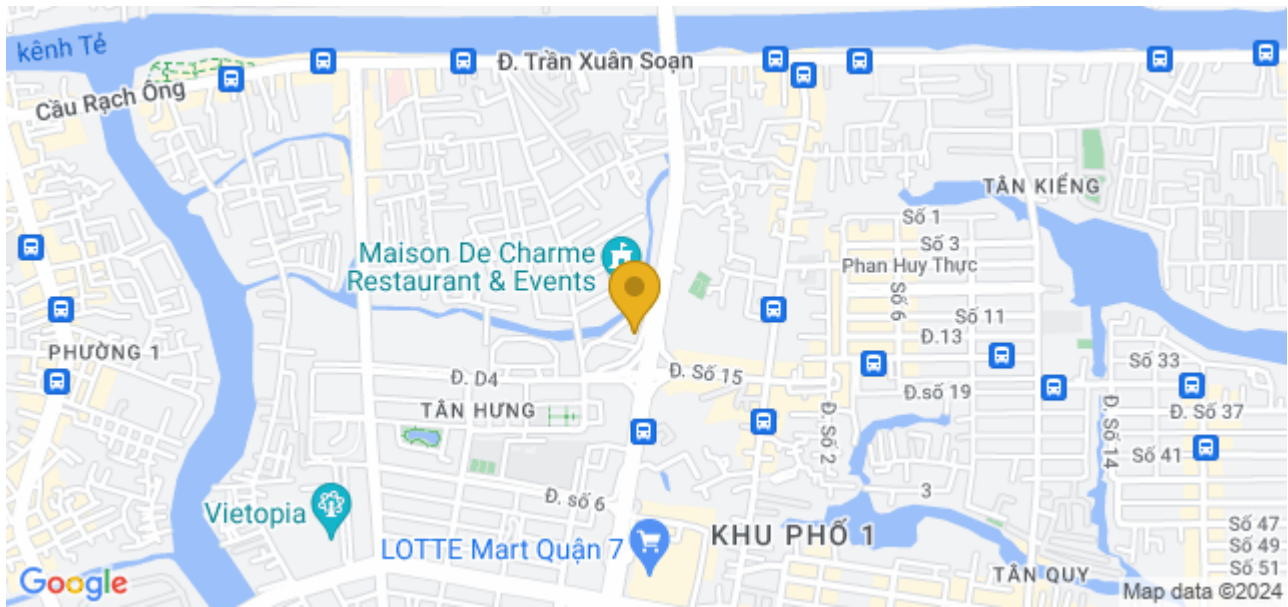 kênh Tẻ
Đ. Trần Xuân Soạn
Cầu Rạch Ông
TÂN KIỂNG
Số 1
Maison De Charme
Restaurant & Events
Số 3
Phan Huy Thực
Số 6
Số 11
Đ.13
PHƯỜNG 1
Số 33
Đ. D4
Đ. Số 15
Đ.số 19
TÂN HƯNG
Đ. Số 2
Đ. Số 14
Đ. Số 37
Số 41
Đ. số 6
3
Vietopia
LOTTE Mart Quận 7
KHU PHỐ 1
Số 47
Số 49
Số 51
TÂN QUY
Google
Map data ©2024